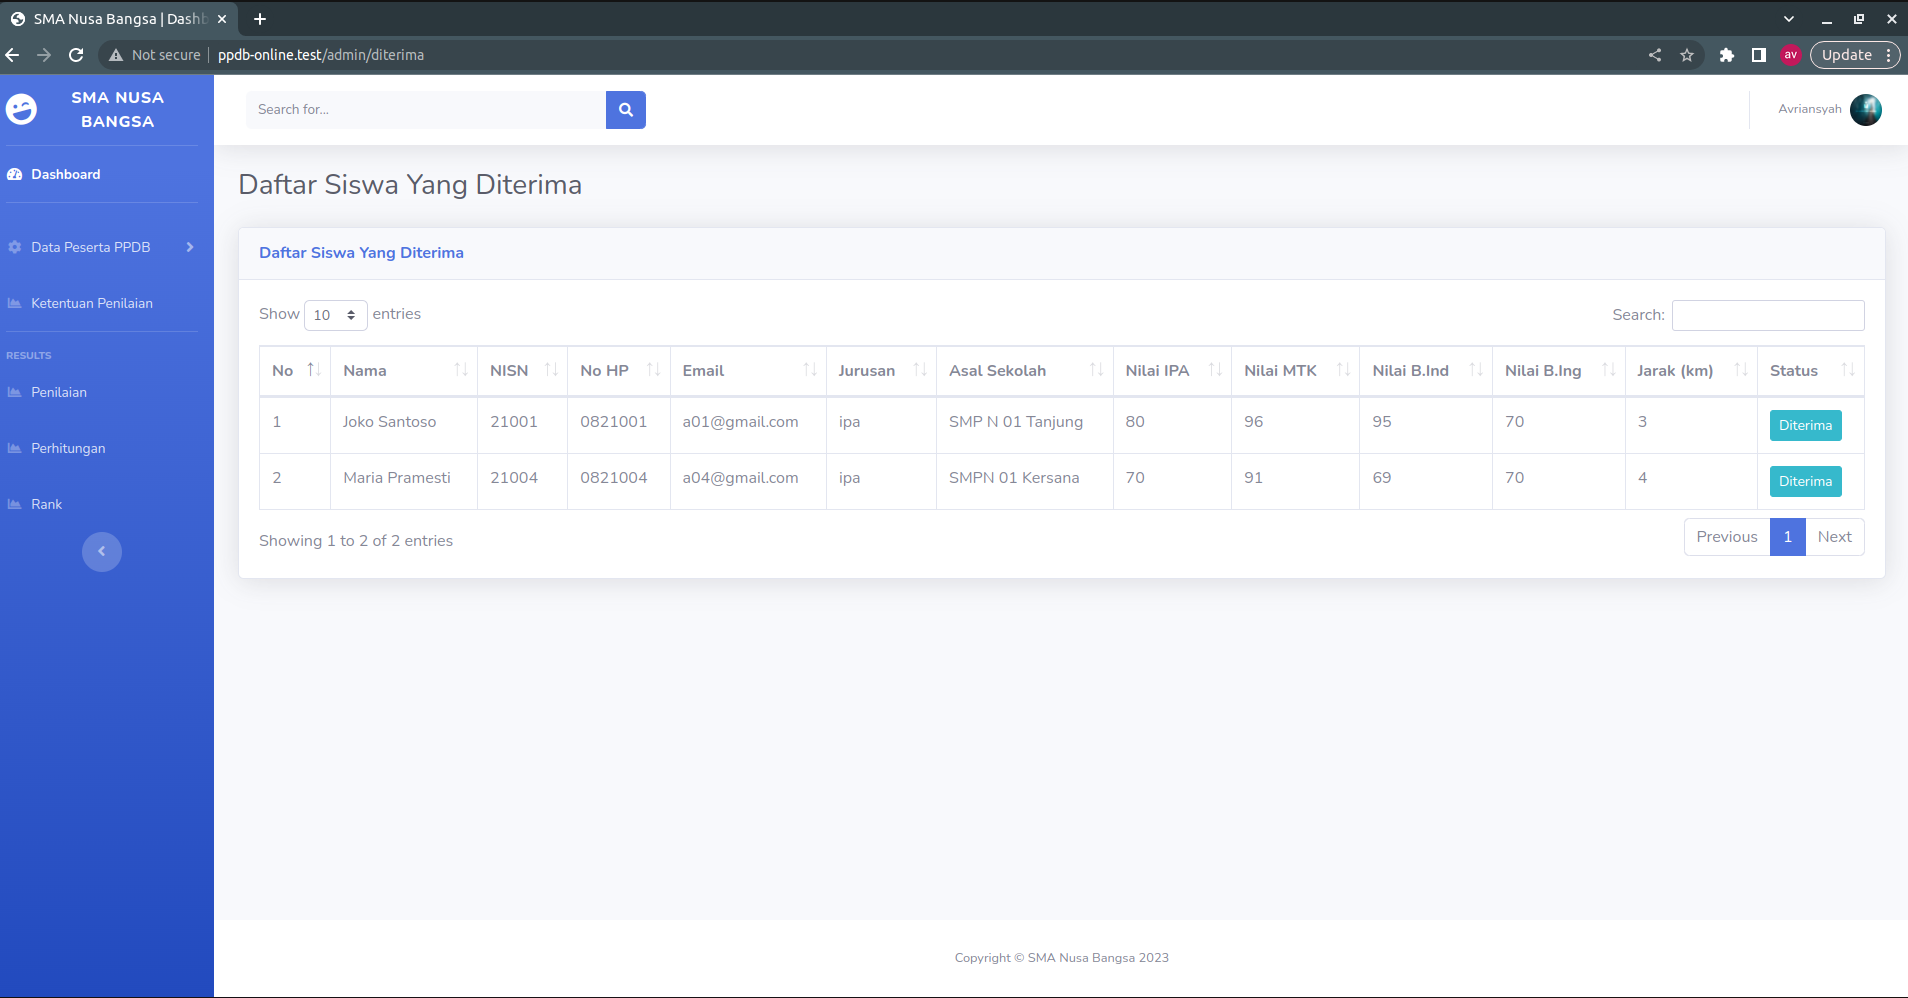 SMA Nusa Bangsa | Dashb
Not secure
ppdb-online.test/admin/diterima
av
Update
SMA NUSA
BANGSA
Search for...
Avriansyah
Dashboard
Data Peserta PPDB
Ketentuan Penilaian
RESULTS
Penilaian
Perhitungan
Rank
Daftar Siswa Yang Diterima
Daftar Siswa Yang Diterima
Show 10 entries
Search:
No Nama NISN No HP Email Jurusan Asal Sekolah Nilai IPA Nilai MTK Nilai B.Ind Nilai B.Ing Jarak (km) Status
1 Joko Santoso 21001 0821001 a01@gmail.com ipa SMP N 01 Tanjung 80 96 95 70 3 Diterima
2 Maria Pramesti 21004 0821004 a04@gmail.com ipa SMPN 01 Kersana 70 91 69 70 4 Diterima
Showing 1 to 2 of 2 entries
Previous 1 Next
Copyright © SMA Nusa Bangsa 2023